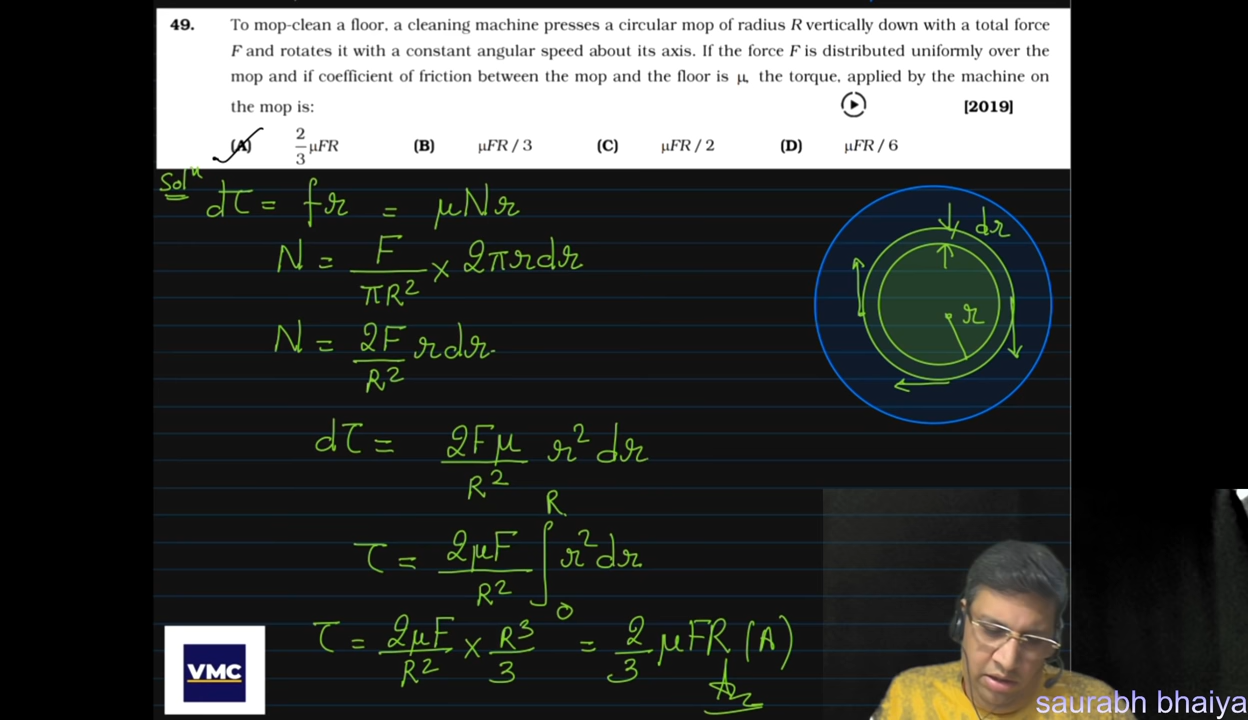 49. To mop-clean a floor, a cleaning machine presses a circular mop of radius R vertically down with a total force
F and rotates it with a constant angular speed about its axis. If the force F is distributed uniformly over the
mop and if coefficient of friction between the mop and the floor is μ, the torque, applied by the machine on
the mop is: [2019]
(A) 2/3 μFR (B) μFR / 3 (C) μFR / 2 (D) μFR / 6
Solⁿ dτ = fr = μNr
N = F/πR² × 2πrdr
N = 2F/R² rdr.
dτ = 2Fμ/R² r² dr
τ = 2μF/R² ∫₀ᴿ r² dr
τ = 2μF/R² × R³/3 = 2/3 μFR (A)
Ans
dr
r
VMC
saurabh bhaiya